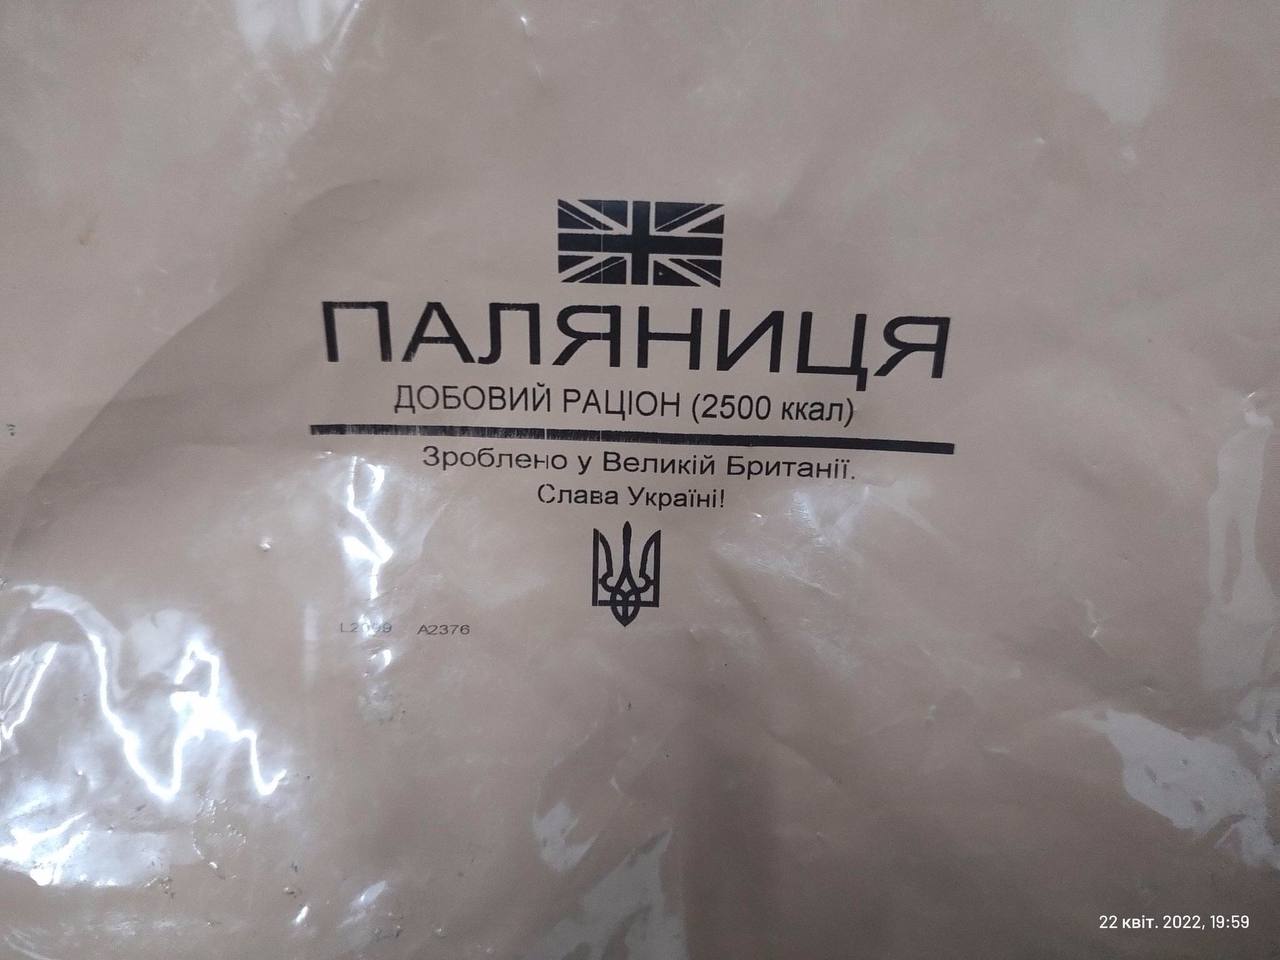 ПАЛЯНИЦЯ
ДОБОВИЙ РАЦІОН (2500 ккал)
Зроблено у Великій Британії.
Слава Україні!
A2376
22 квіт. 2022, 19:59